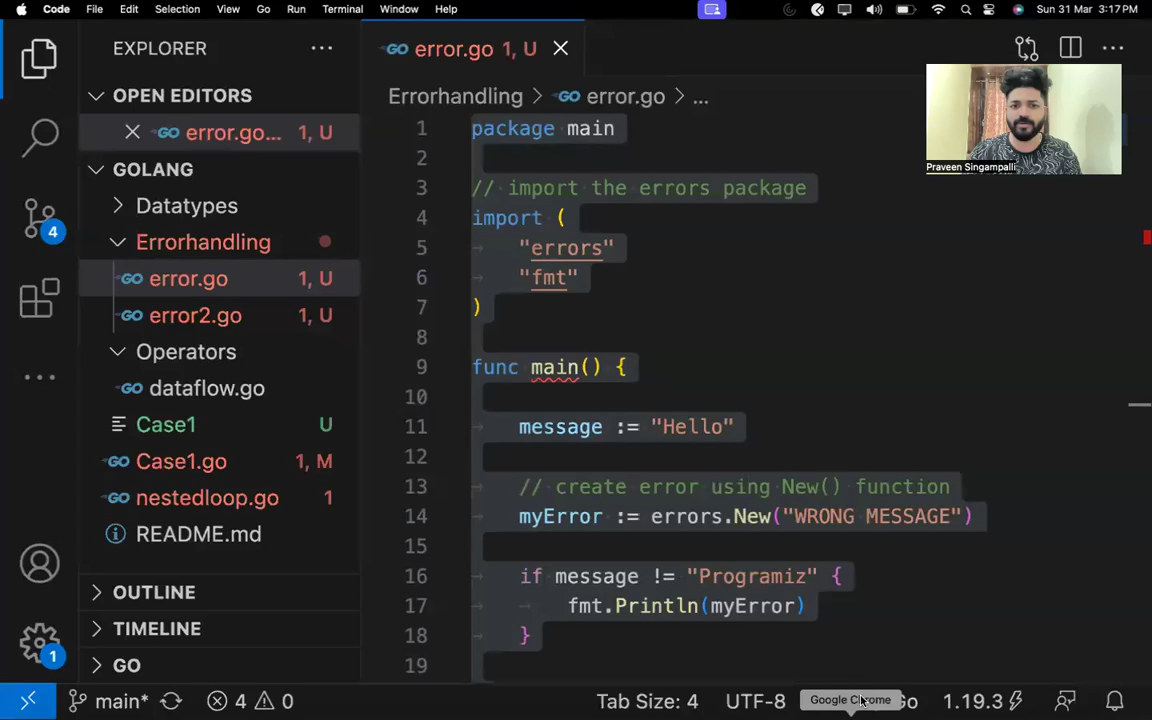 Code File Edit Selection View Go Run Terminal Window Help Sun 31 Mar 3:17 PM
EXPLORER
error.go 1, U
OPEN EDITORS
error.go... 1, U
GOLANG
Datatypes
Errorhandling
error.go 1, U
error2.go 1, U
Operators
dataflow.go
Case1 U
Case1.go 1, M
nestedloop.go 1
README.md
OUTLINE
TIMELINE
GO
4
1
Errorhandling > error.go > ...
1 package main
2
3 // import the errors package
4 import (
5 "errors"
6 "fmt"
7 )
8
9 func main() {
10
11 message := "Hello"
12
13 // create error using New() function
14 myError := errors.New("WRONG MESSAGE")
15
16 if message != "Programiz" {
17 fmt.Println(myError)
18 }
19
Praveen Singampalli
main* 4 0 Tab Size: 4 UTF-8 Google Chrome Go 1.19.3